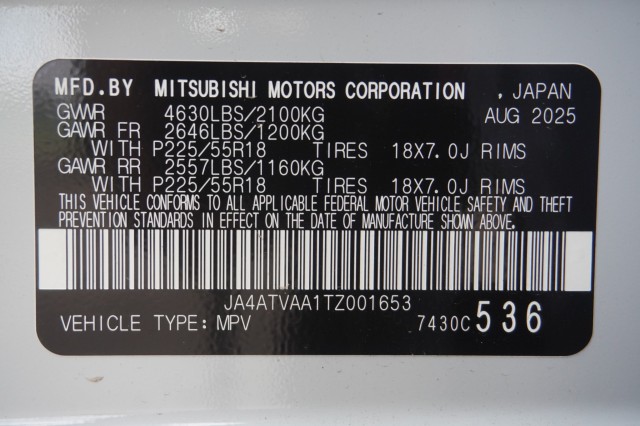 MFD.BY MITSUBISHI MOTORS CORPORATION , JAPAN
GVWR 4630LBS/2100KG AUG 2025
GAWR FR 2646LBS/1200KG
WITH P225/55R18 TIRES 18X7.0J RIMS
GAWR RR 2557LBS/1160KG
WITH P225/55R18 TIRES 18X7.0J RIMS
THIS VEHICLE CONFORMS TO ALL APPLICABLE FEDERAL MOTOR VEHICLE SAFETY AND THEFT
PREVENTION STANDARDS IN EFFECT ON THE DATE OF MANUFACTURE SHOWN ABOVE.
JA4ATVAA1TZ001653
VEHICLE TYPE: MPV 7430C 536